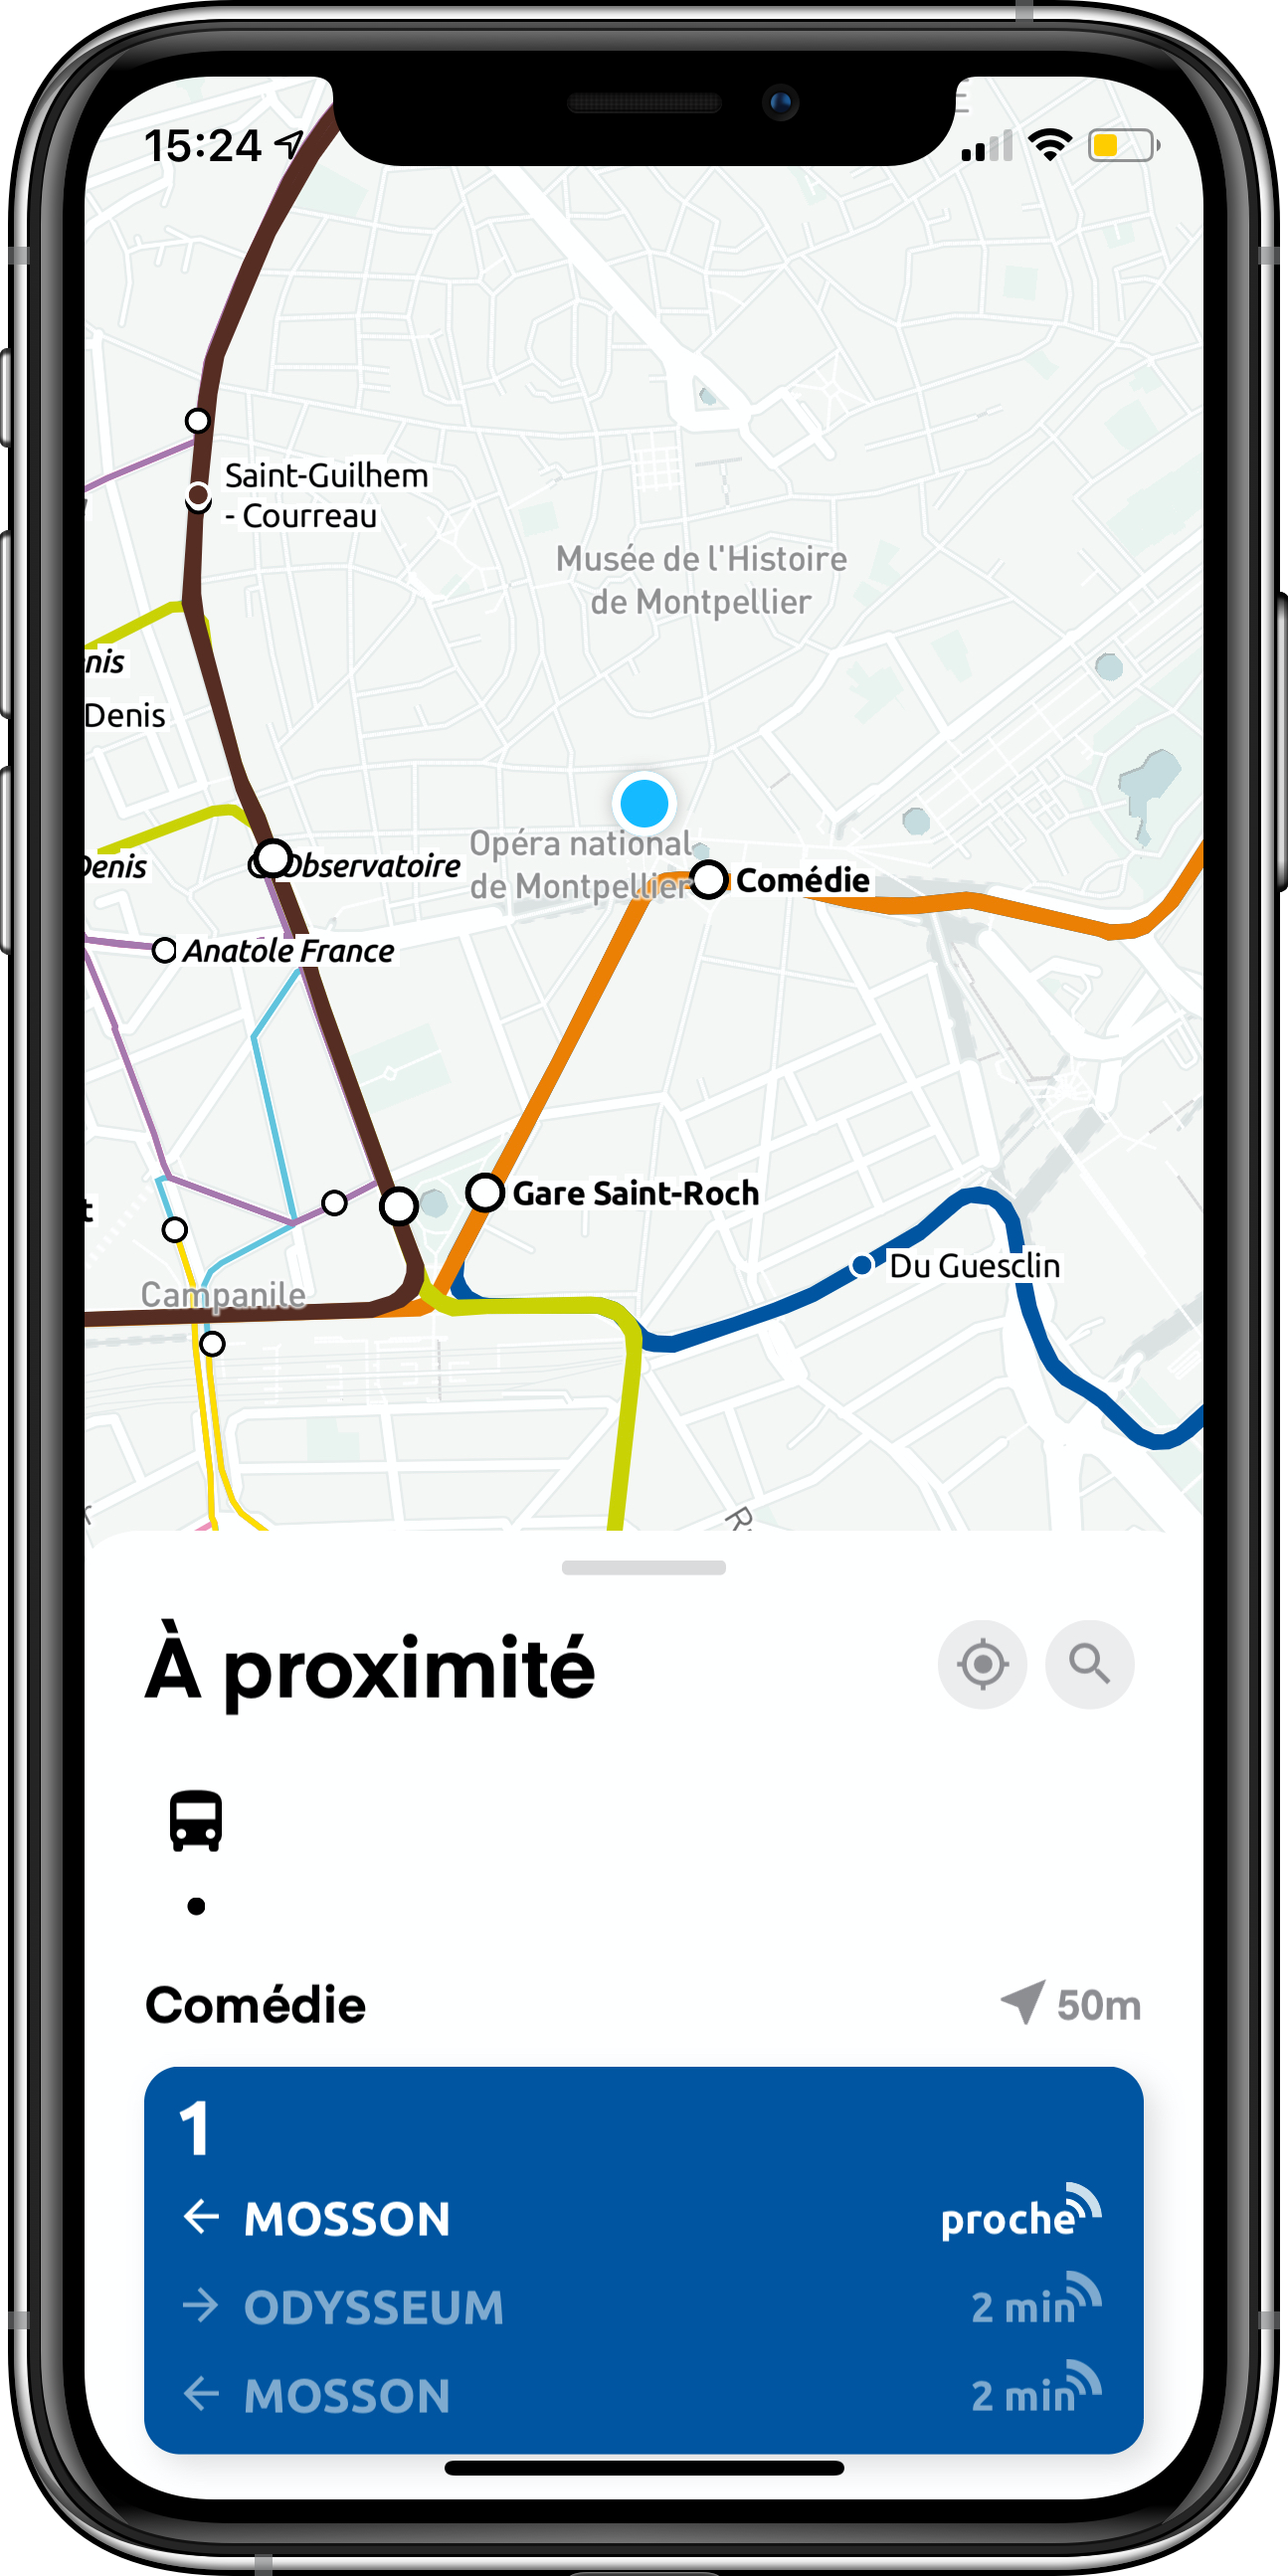 15:24
Saint-Guilhem
- Courreau
Musée de l'Histoire
de Montpellier
nis
Denis
Opéra national
de Montpellier
Comédie
Denis
Observatoire
Anatole France
Gare Saint-Roch
t
Du Guesclin
Campanile
R
À proximité
Comédie
50m
1
← MOSSON
proche
→ ODYSSEUM
2 min
← MOSSON
2 min